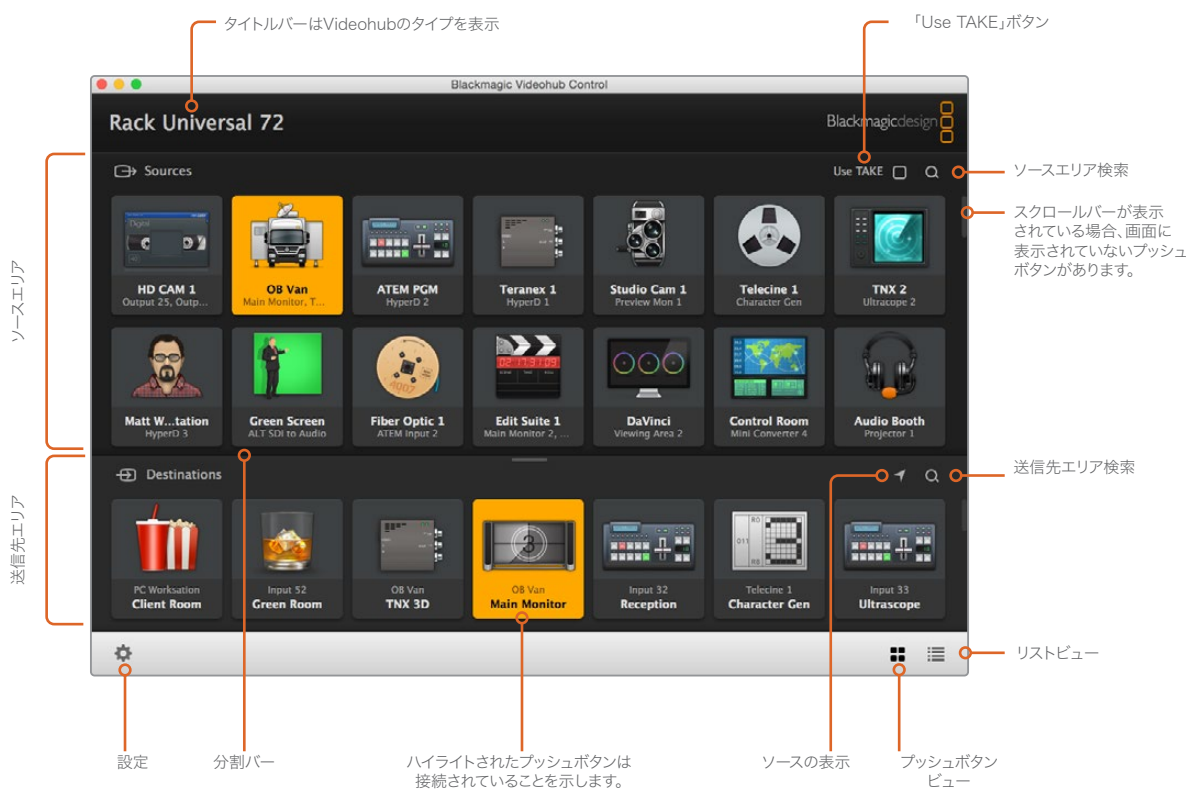 タイトルバーはVideohubのタイプを表示
「Use TAKE」ボタン
Blackmagic Videohub Control
Rack Universal 72
Blackmagicdesign
Sources
Use TAKE
ソースエリア検索
スクロールバーが表示
されている場合、画面に
表示されていないプッシュ
ボタンがあります。
ソースエリア
Digital
HD CAM 1
Output 25, Outp...
OB Van
Main Monitor, T...
ATEM PGM
HyperD 2
Teranex 1
HyperD 1
Studio Cam 1
Preview Mon 1
Telecine 1
Character Gen
TNX 2
Ultracope 2
4007
02:17:31:09
Matt W...tation
HyperD 3
Green Screen
ALT SDI to Audio
Fiber Optic 1
ATEM Input 2
Edit Suite 1
Main Monitor 2, ...
DaVinci
Viewing Area 2
Control Room
Mini Converter 4
Audio Booth
Projector 1
送信先エリア
Destinations
送信先エリア検索
3
R0
011
R8
PC Worksation
Client Room
Input 52
Green Room
OB Van
TNX 3D
OB Van
Main Monitor
Input 32
Reception
Telecine 1
Character Gen
Input 33
Ultrascope
リストビュー
設定
分割バー
ハイライトされたプッシュボタンは
接続されていることを示します。
ソースの表示
プッシュボタン
ビュー